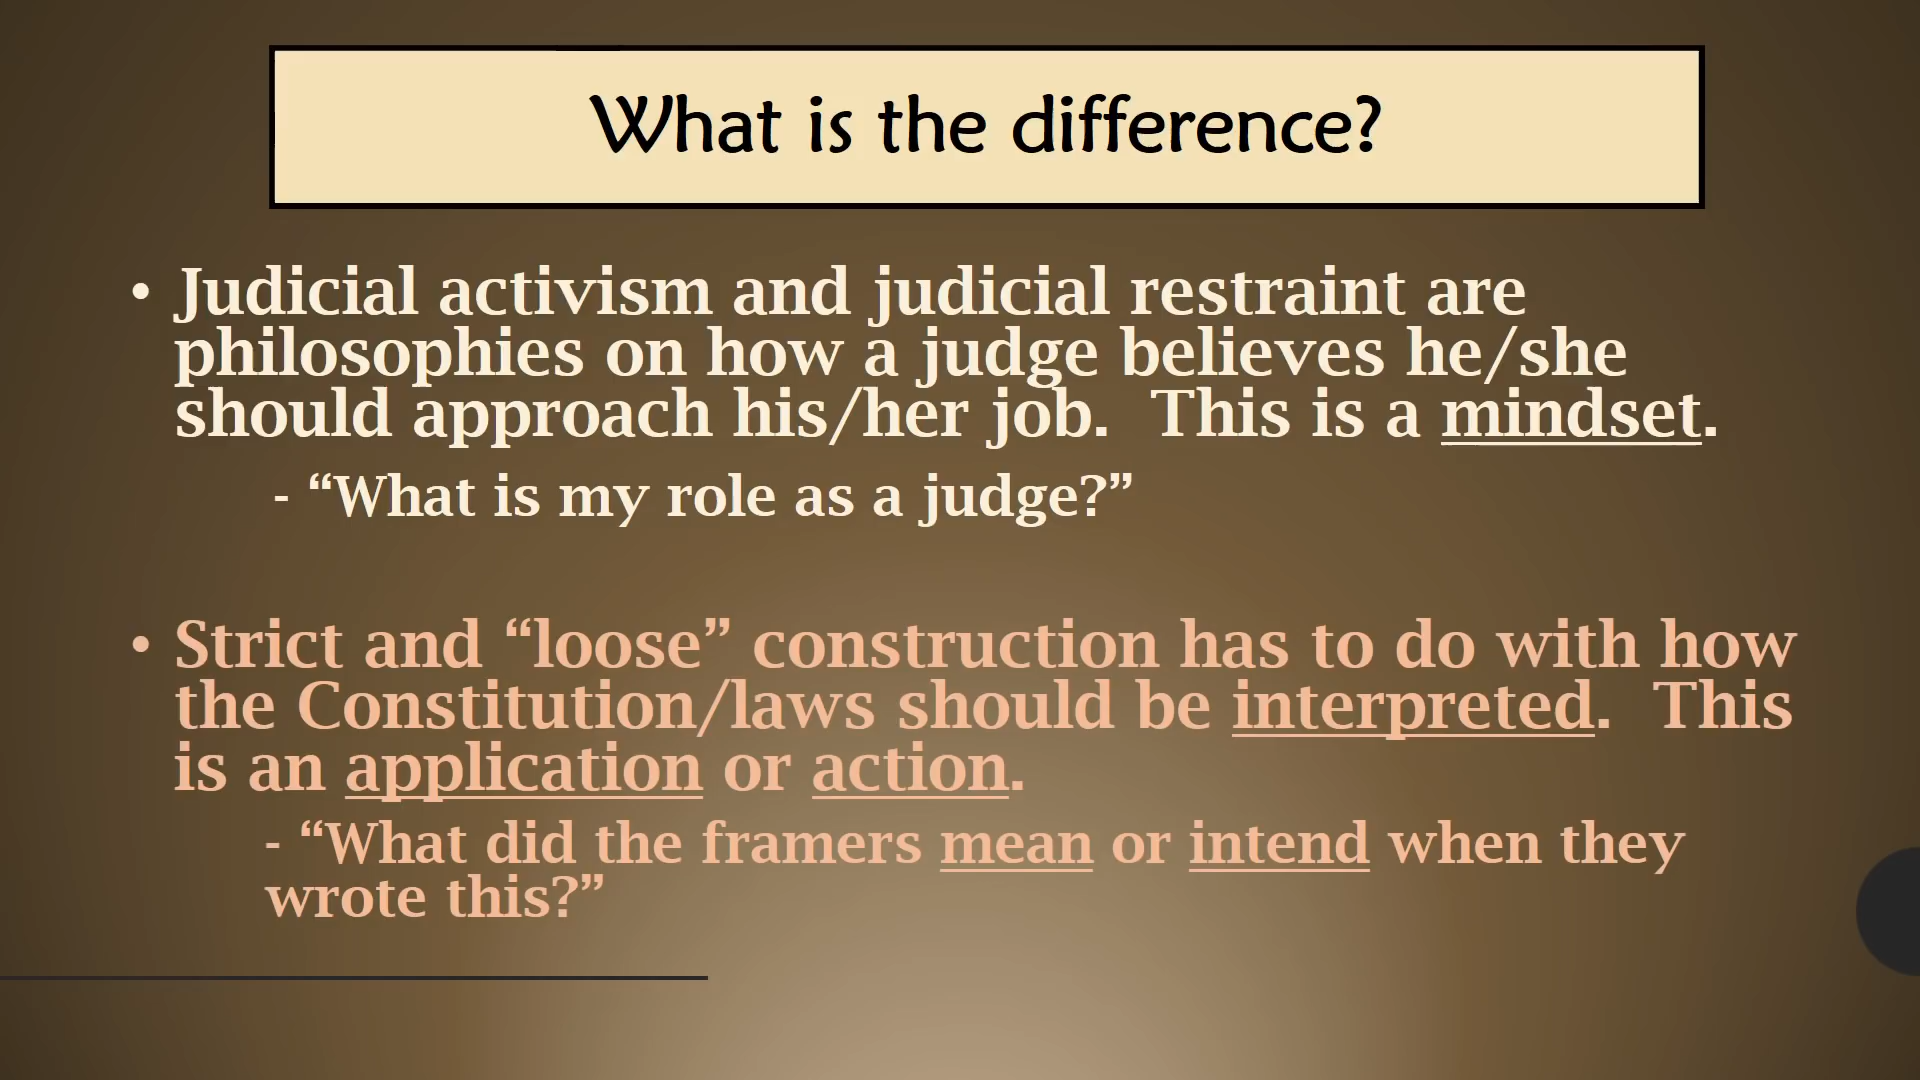 What is the difference?
• Judicial activism and judicial restraint are
philosophies on how a judge believes he/she
should approach his/her job.  This is a mindset.
- “What is my role as a judge?”
• Strict and “loose” construction has to do with how
the Constitution/laws should be interpreted.  This
is an application or action.
- “What did the framers mean or intend when they
wrote this?”